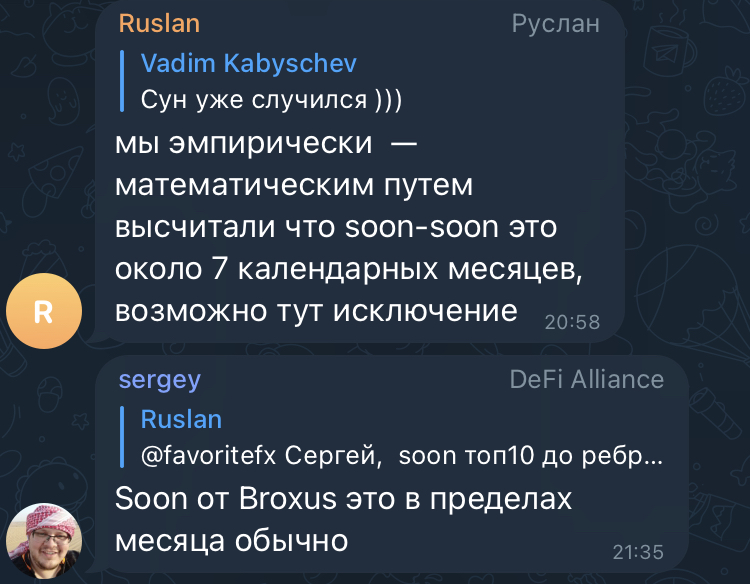 Ruslan Руслан
Vadim Kabyschev
Сун уже случился )))
мы эмпирически —
математическим путем
высчитали что soon-soon это
около 7 календарных месяцев,
возможно тут исключение 20:58
R
sergey DeFi Alliance
Ruslan
@favoritefx Сергей, soon топ10 до ребр...
Soon от Broxus это в пределах
месяца обычно 21:35